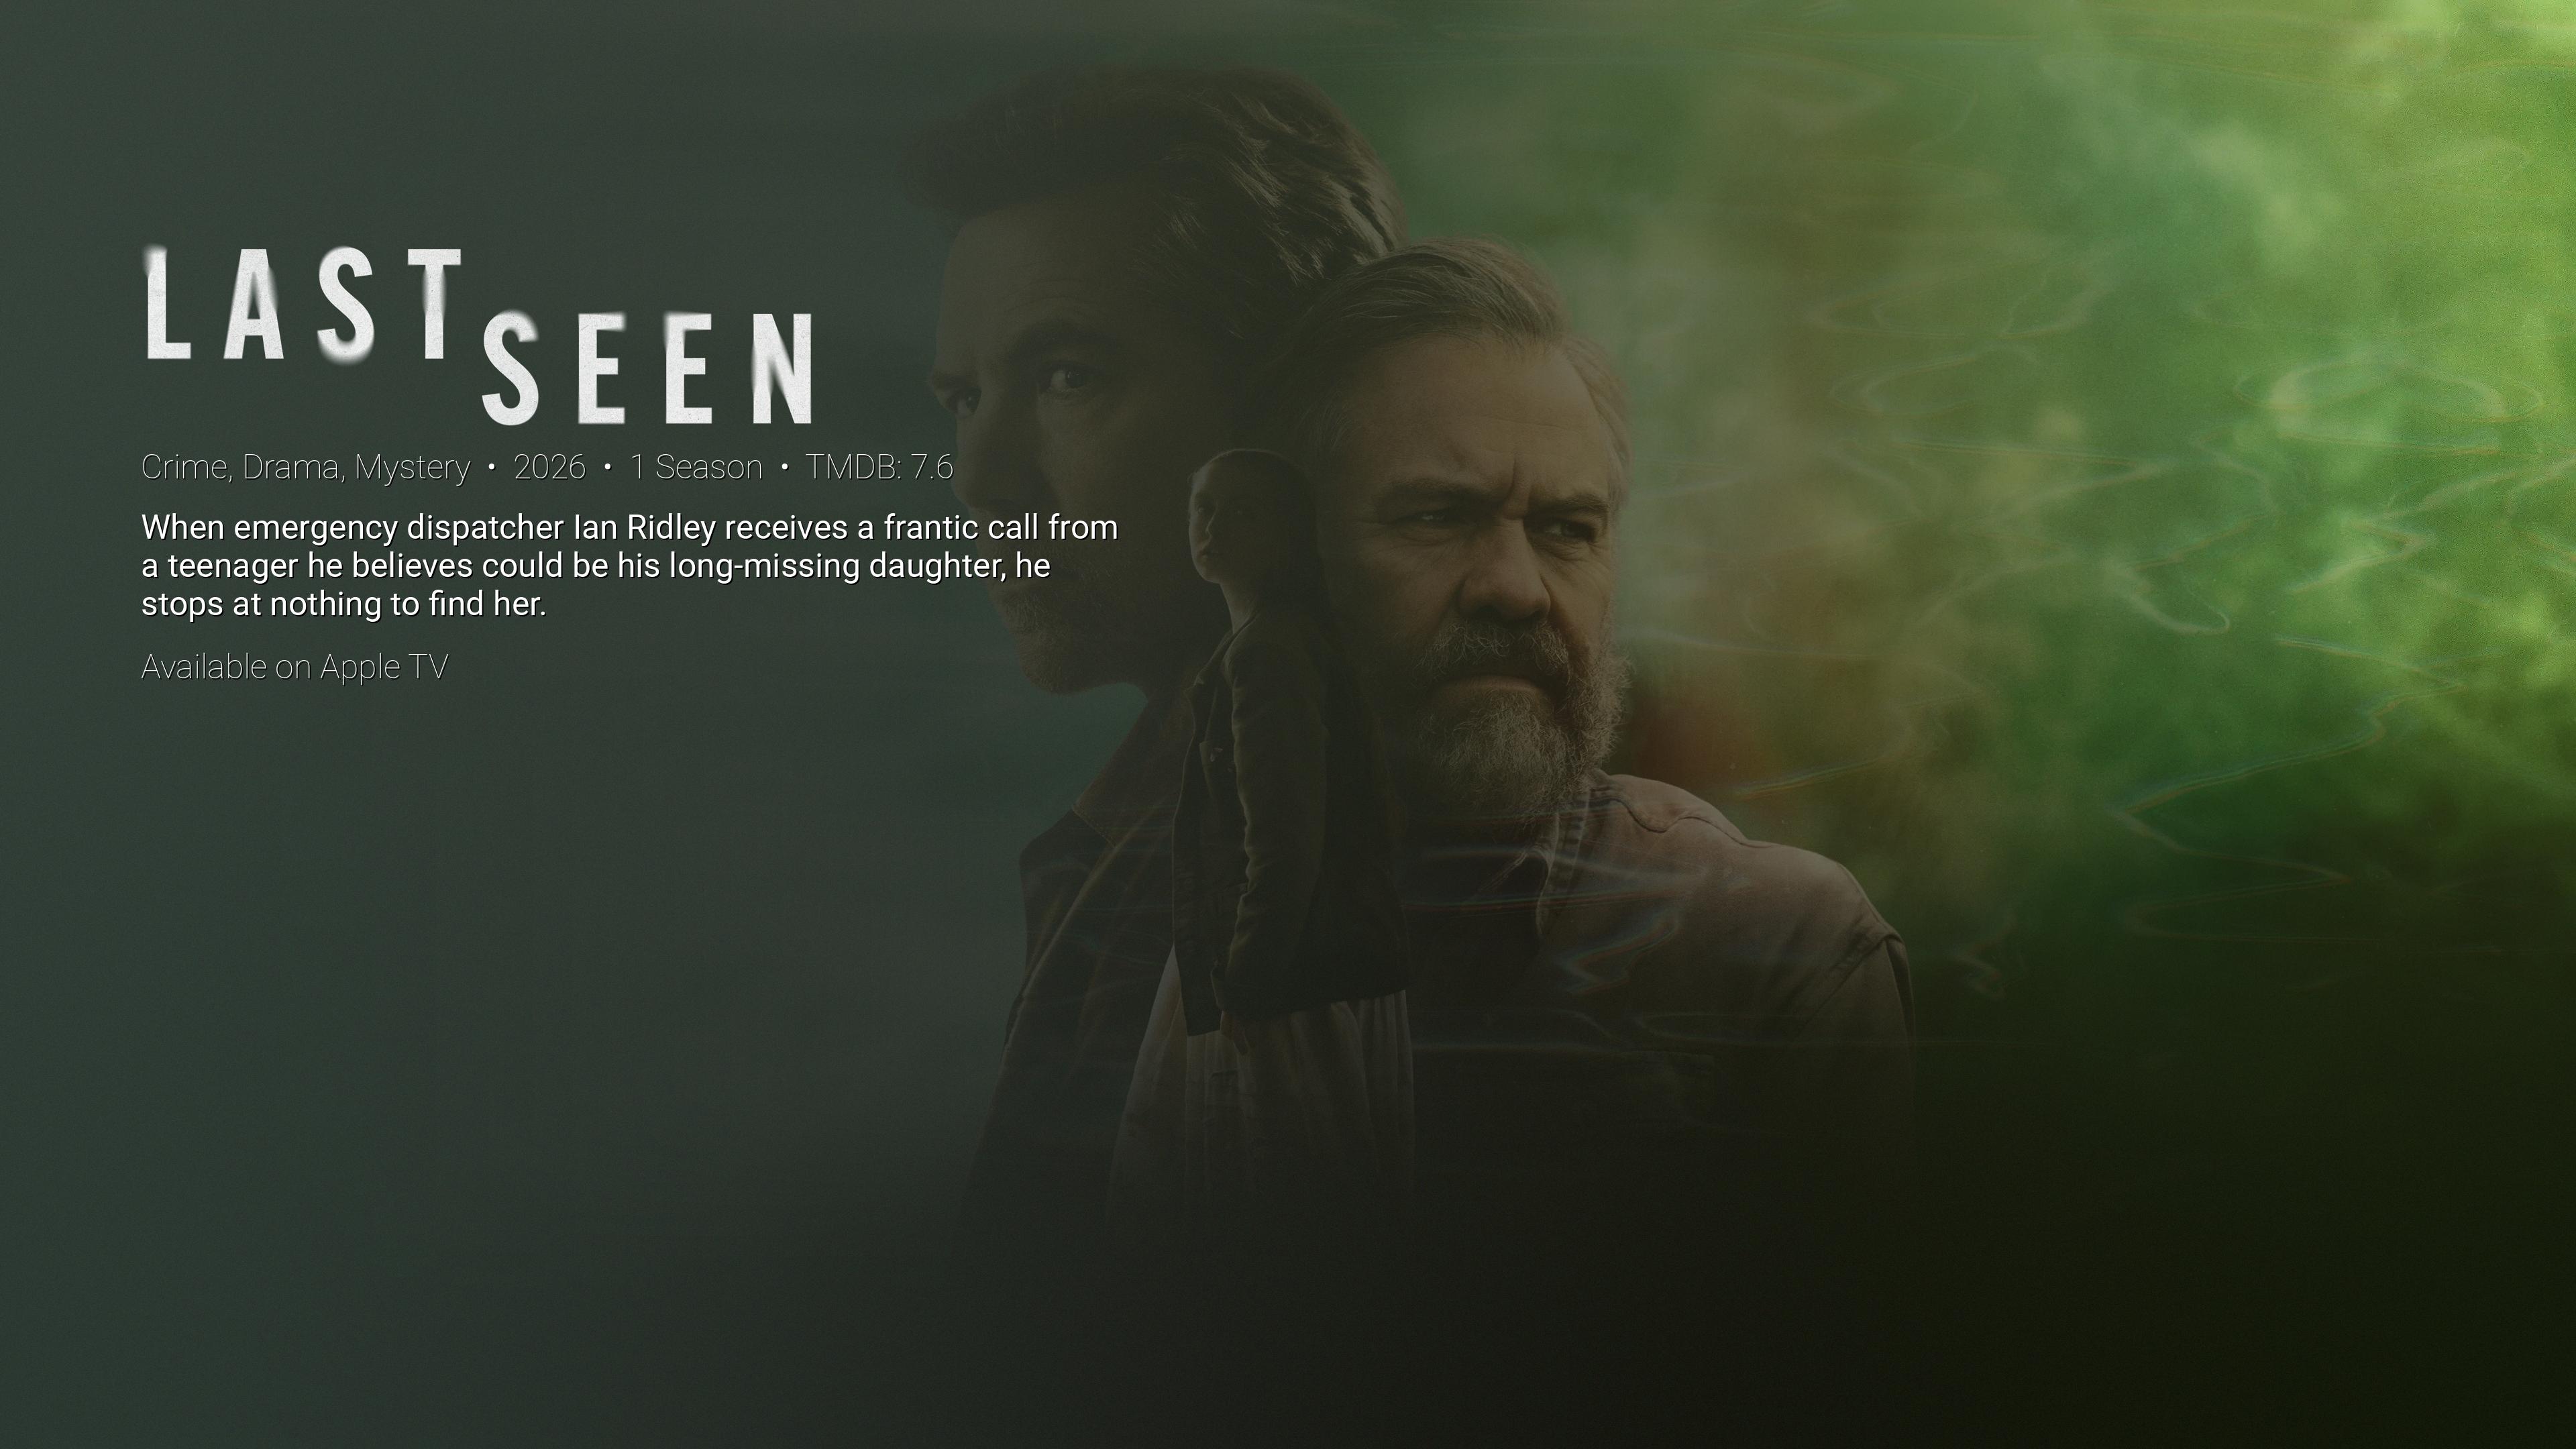 LAST SEEN
Crime, Drama, Mystery • 2026 • 1 Season • TMDB: 7.6
When emergency dispatcher Ian Ridley receives a frantic call from
a teenager he believes could be his long-missing daughter, he
stops at nothing to find her.
Available on Apple TV